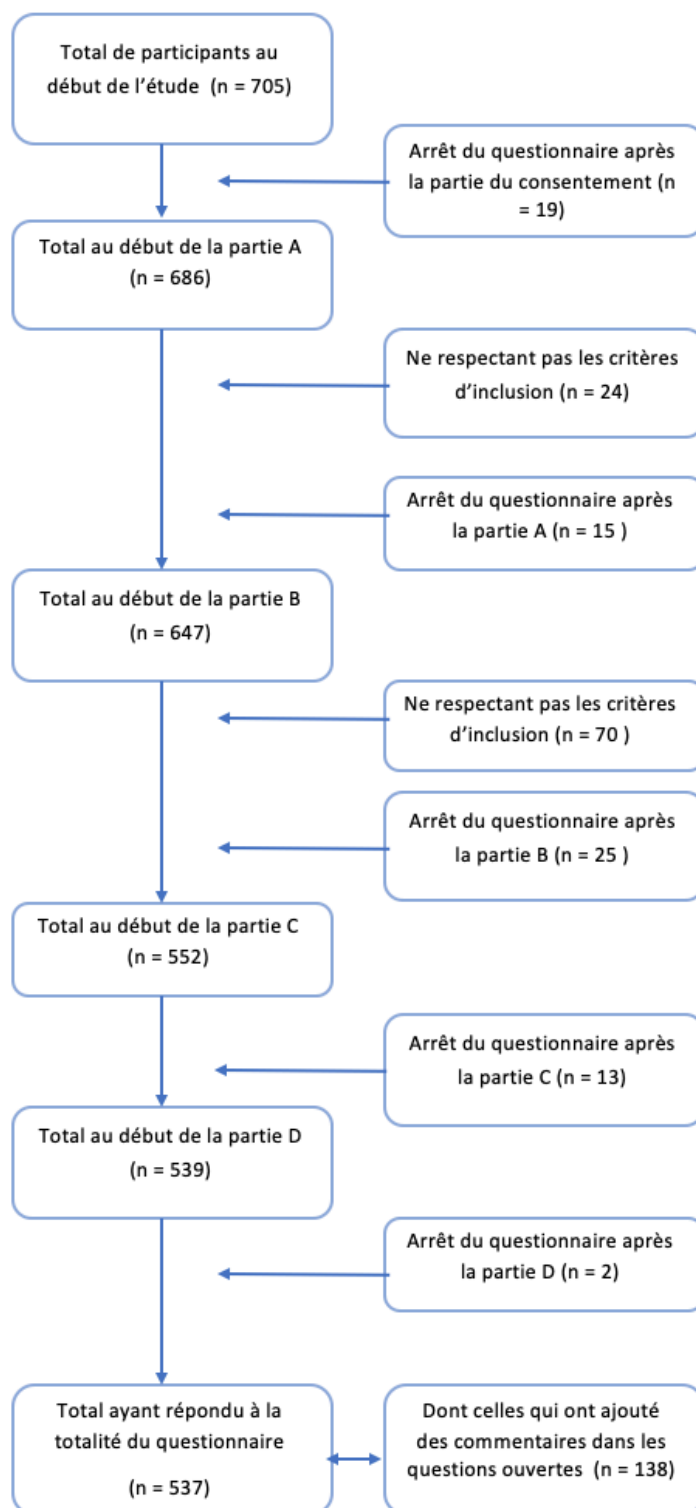 Total de participants au
début de l'étude  (n = 705)
Arrêt du questionnaire après
la partie du consentement (n
= 19)
Total au début de la partie A
(n = 686)
Ne respectant pas les critères
d'inclusion (n = 24)
Arrêt du questionnaire après
la partie A (n = 15 )
Total au début de la partie B
(n = 647)
Ne respectant pas les critères
d'inclusion (n = 70 )
Arrêt du questionnaire après
la partie B (n = 25 )
Total au début de la partie C
(n = 552)
Arrêt du questionnaire après
la partie C (n = 13)
Total au début de la partie D
(n = 539)
Arrêt du questionnaire après
la partie D (n = 2)
Total ayant répondu à la
totalité du questionnaire
(n = 537)
Dont celles qui ont ajouté
des commentaires dans les
questions ouvertes  (n = 138)